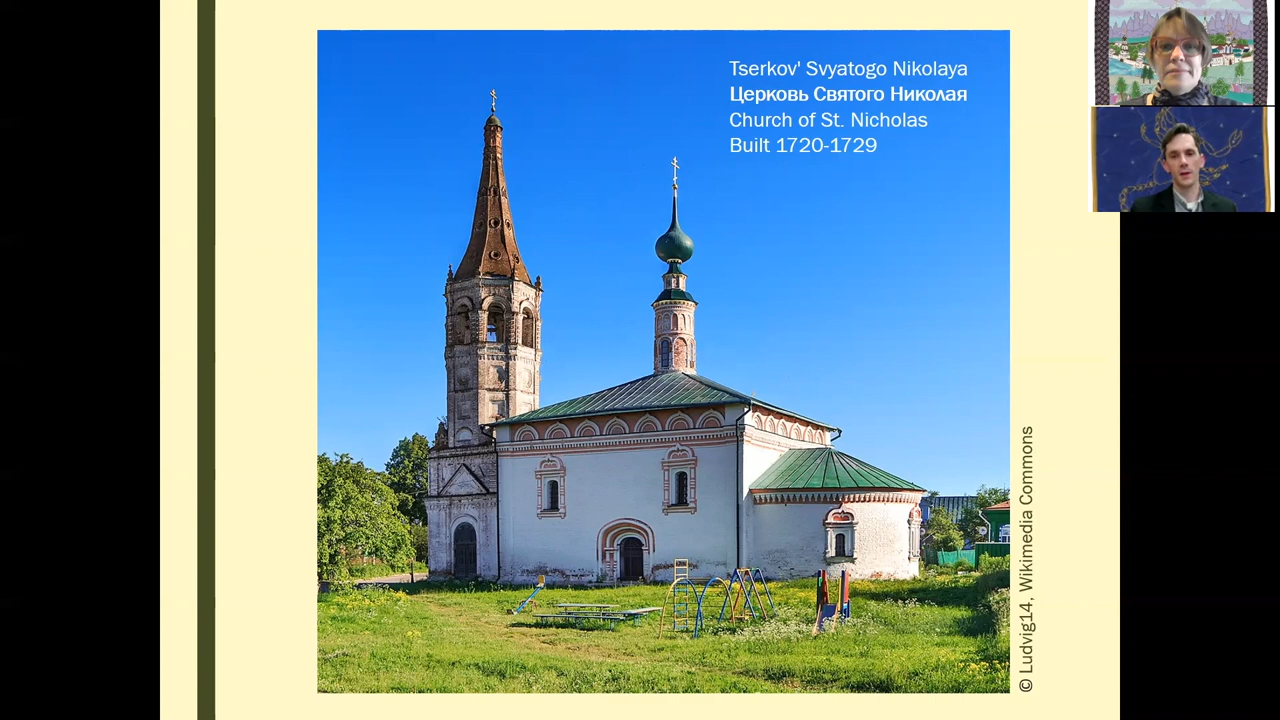 Tserkov' Svyatogo Nikolaya
Церковь Святого Николая
Church of St. Nicholas
Built 1720-1729
© Ludvig14, Wikimedia Commons